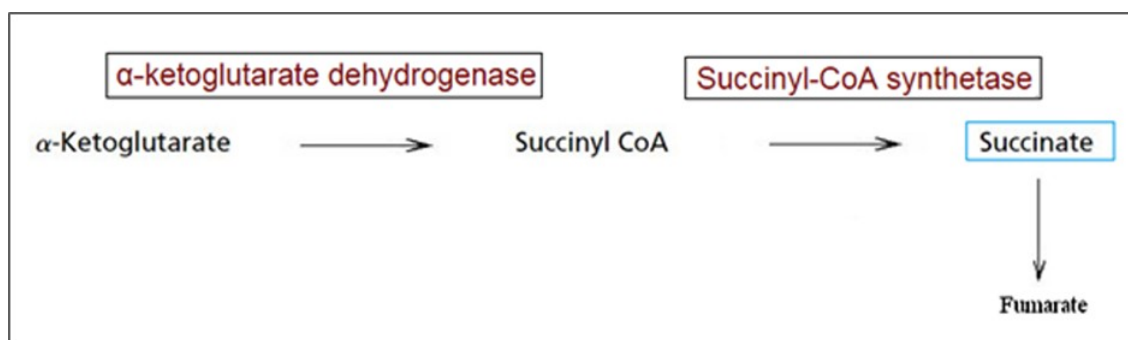 α-ketoglutarate dehydrogenase
Succinyl-CoA synthetase
α-Ketoglutarate
Succinyl CoA
Succinate
Fumarate